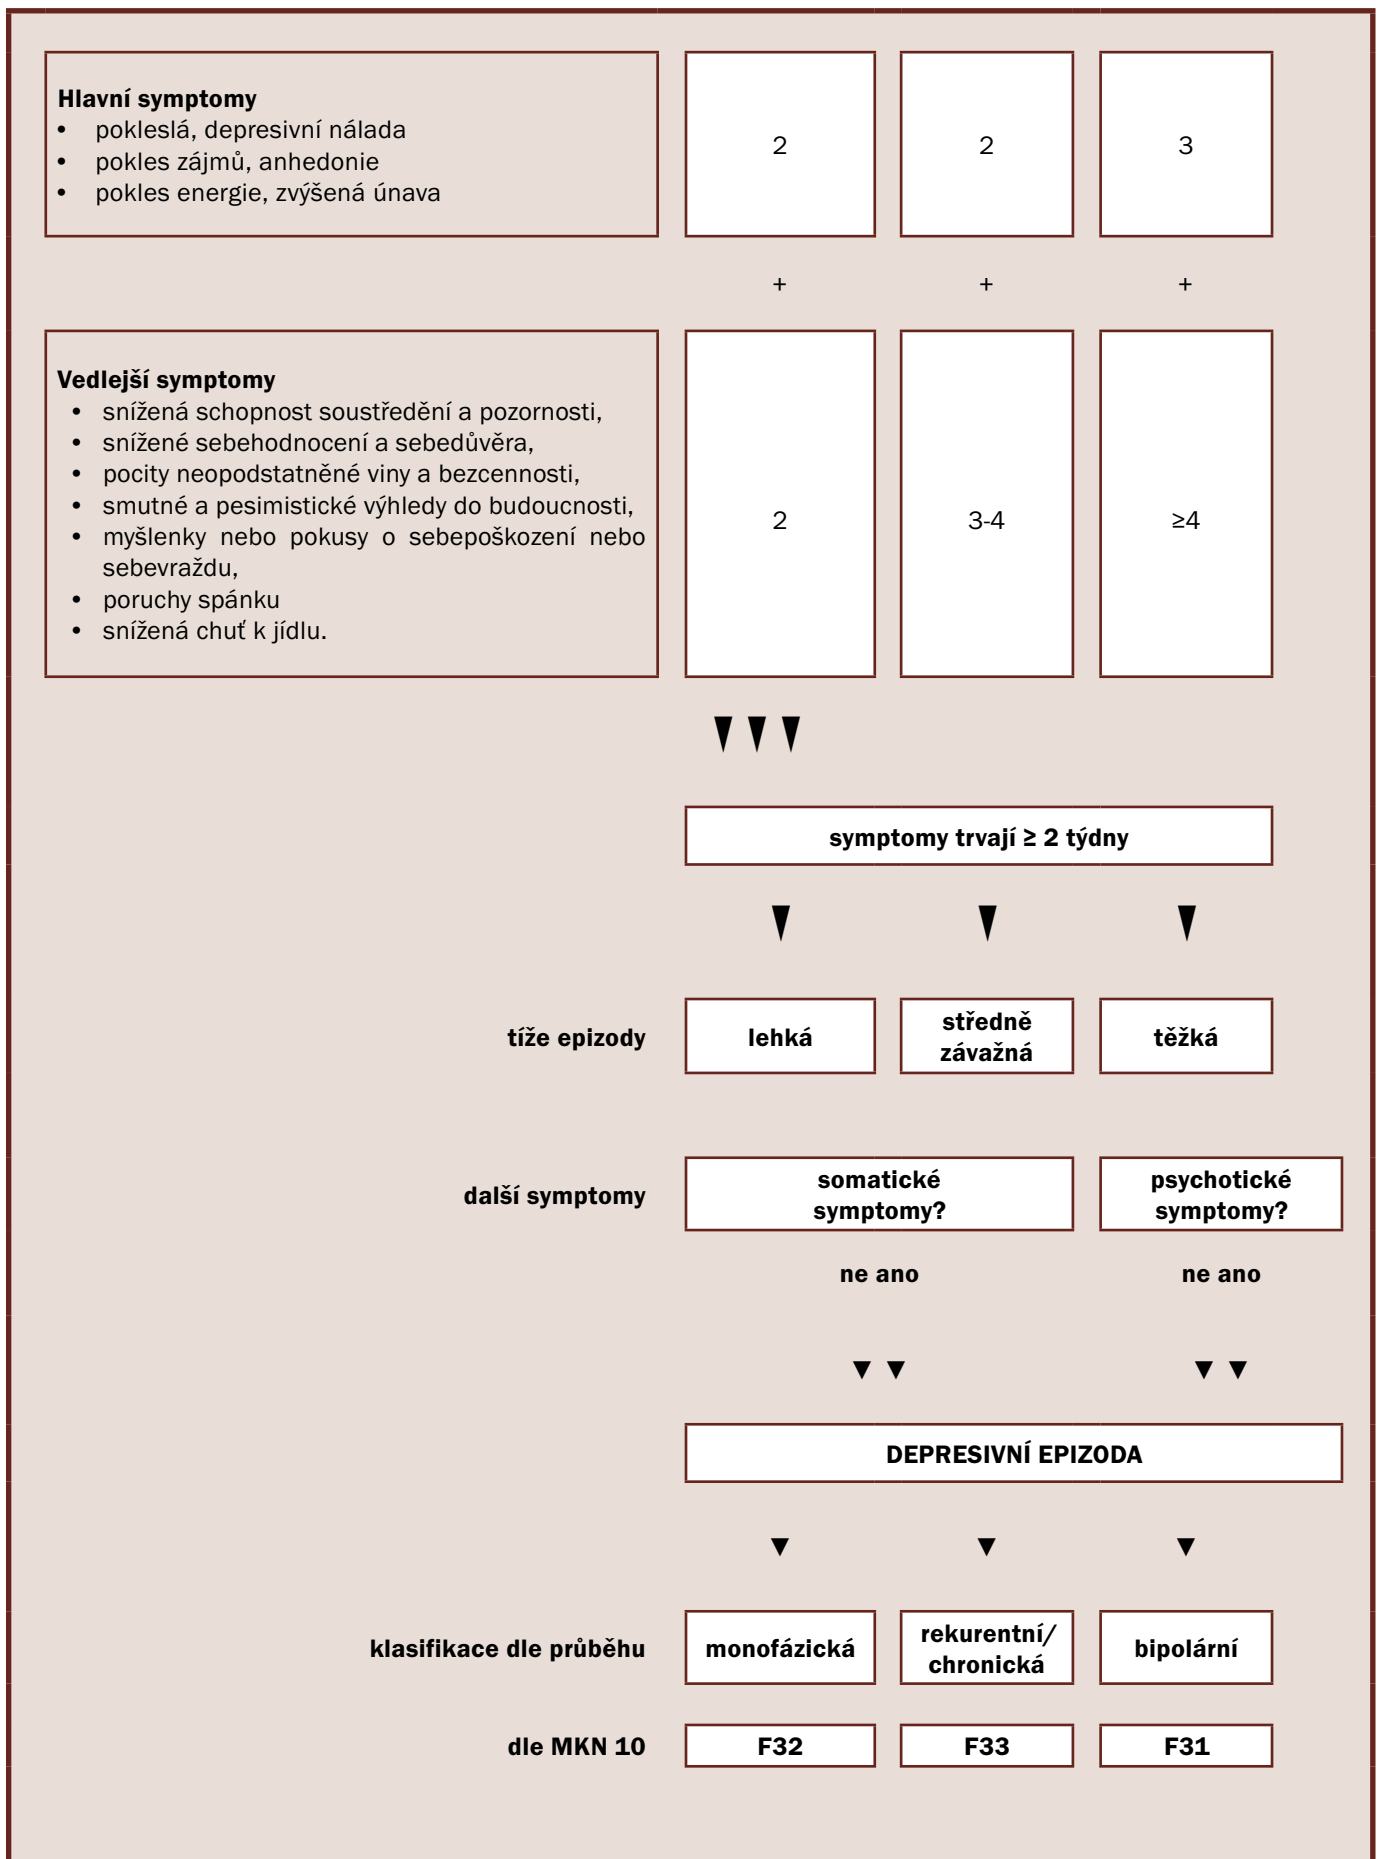 Hlavní symptomy
• pokleslá, depresivní nálada
• pokles zájmů, anhedonie
• pokles energie, zvýšená únava
2 2 3
+ + +
Vedlejší symptomy
• snížená schopnost soustředění a pozornosti,
• snížené sebehodnocení a sebedůvěra,
• pocity neopodstatněné viny a bezcennosti,
• smutné a pesimistické výhledy do budoucnosti,
• myšlenky nebo pokusy o sebepoškození nebo
sebevraždu,
• poruchy spánku
• snížená chuť k jídlu.
2 3-4 ≥4
symptomy trvají ≥ 2 týdny
tíže epizody
lehká
středně
závažná
těžká
další symptomy
somatické
symptomy?
psychotické
symptomy?
ne ano
ne ano
DEPRESIVNÍ EPIZODA
klasifikace dle průběhu
monofázická
rekurentní/
chronická
bipolární
dle MKN 10
F32 F33 F31